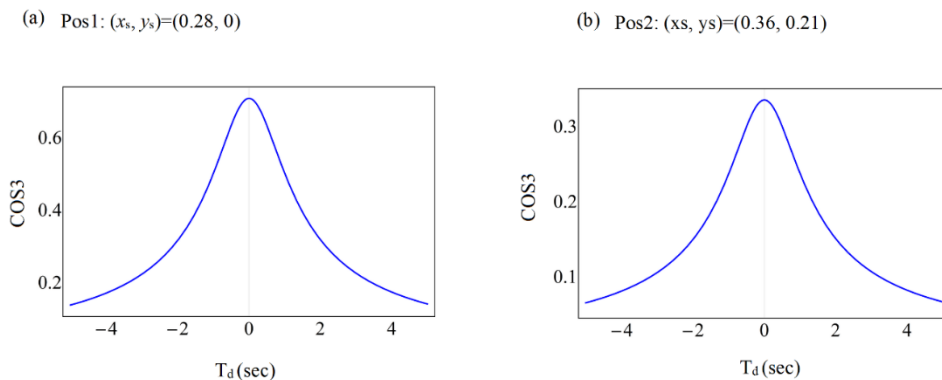 (a) Pos1: (xₛ, yₛ)=(0.28, 0)
0.6
0.4
0.2
COS3
−4 −2 0 2 4
T_d (sec)
(b) Pos2: (xs, ys)=(0.36, 0.21)
0.3
0.2
0.1
COS3
−4 −2 0 2 4
T_d (sec)